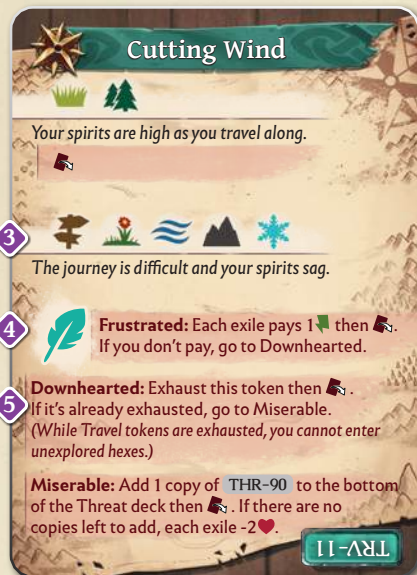 Cutting Wind
Your spirits are high as you travel along.
3
The journey is difficult and your spirits sag.
4
Frustrated: Each exile pays 1 then .
If you don't pay, go to Downhearted.
5
Downhearted: Exhaust this token then .
If it's already exhausted, go to Miserable.
(While Travel tokens are exhausted, you cannot enter
unexplored hexes.)
Miserable: Add 1 copy of THR-90 to the bottom
of the Threat deck then . If there are no
copies left to add, each exile -2 .
TRV-11